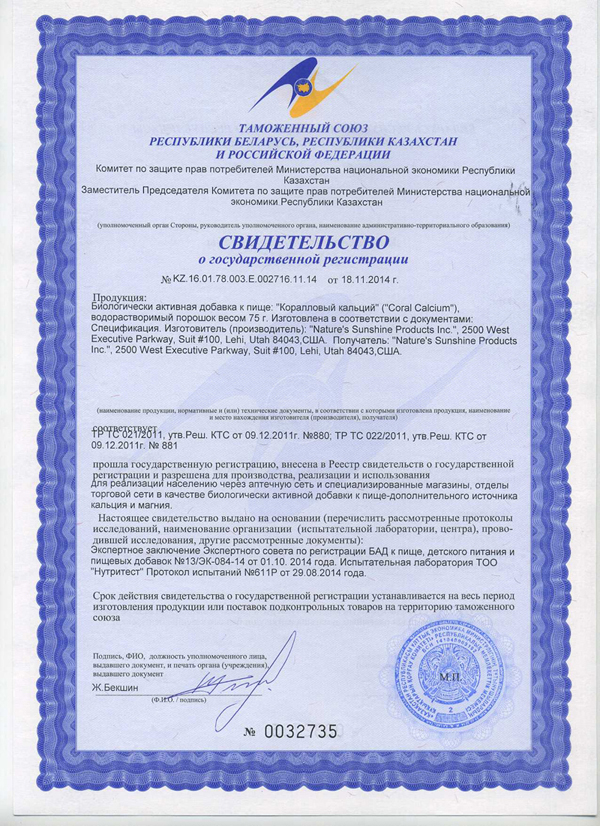 ТАМОЖЕННЫЙ СОЮЗ
РЕСПУБЛИКИ БЕЛАРУСЬ, РЕСПУБЛИКИ КАЗАХСТАН
И РОССИЙСКОЙ ФЕДЕРАЦИИ
Комитет по защите прав потребителей Министерства национальной экономики Республики
Казахстан
Заместитель Председателя Комитета по защите прав потребителей Министерства национальной
экономики Республики Казахстан
(уполномоченный орган Стороны, руководитель уполномоченного органа, наименование административно-территориального образования)
СВИДЕТЕЛЬСТВО
о государственной регистрации
№ KZ.16.01.78.003.E.002716.11.14 от 18.11.2014 г.
Продукция:
Биологически активная добавка к пище: "Коралловый кальций" ("Coral Calcium"),
водорастворимый порошок весом 75 г. Изготовлена в соответствии с документами:
Спецификация. Изготовитель (производитель): "Nature's Sunshine Products Inc.", 2500 West
Executive Parkway, Suit #100, Lehi, Utah 84043,США. Получатель: "Nature's Sunshine Products
Inc.", 2500 West Executive Parkway, Suit #100, Lehi, Utah 84043,США.
(наименование продукции, нормативные и (или) технические документы, в соответствии с которыми изготовлена продукция, наименование
и место нахождения изготовителя (производителя), получателя)
соответствует
ТР ТС 021/2011, утв.Реш. КТС от 09.12.2011г. №880; ТР ТС 022/2011, утв.Реш. КТС от
09.12.2011г. № 881
прошла государственную регистрацию, внесена в Реестр свидетельств о государственной
регистрации и разрешена для производства, реализации и использования
для реализации населению через аптечную сеть и специализированные магазины, отделы
торговой сети в качестве биологически активной добавки к пище-дополнительного источника
кальция и магния.
Настоящее свидетельство выдано на основании (перечислить рассмотренные протоколы
исследований, наименование организации (испытательной лаборатории, центра), прово-
дившей исследования, другие рассмотренные документы):
Экспертное заключение Экспертного совета по регистрации БАД к пище, детского питания и
пищевых добавок №13/ЭК-084-14 от 01.10. 2014 года. Испытательная лаборатория ТОО
"Нутритест" Протокол испытаний №611Р от 29.08.2014 года.
Срок действия свидетельства о государственной регистрации устанавливается на весь период
изготовления продукции или поставок подконтрольных товаров на территорию таможенного
союза
Подпись, ФИО, должность уполномоченного лица,
выдавшего документ, и печать органа (учреждения),
выдавшего документ
Ж.Бекшин
(Ф.И.О. / подпись)
М.П.
2
№ 0032735